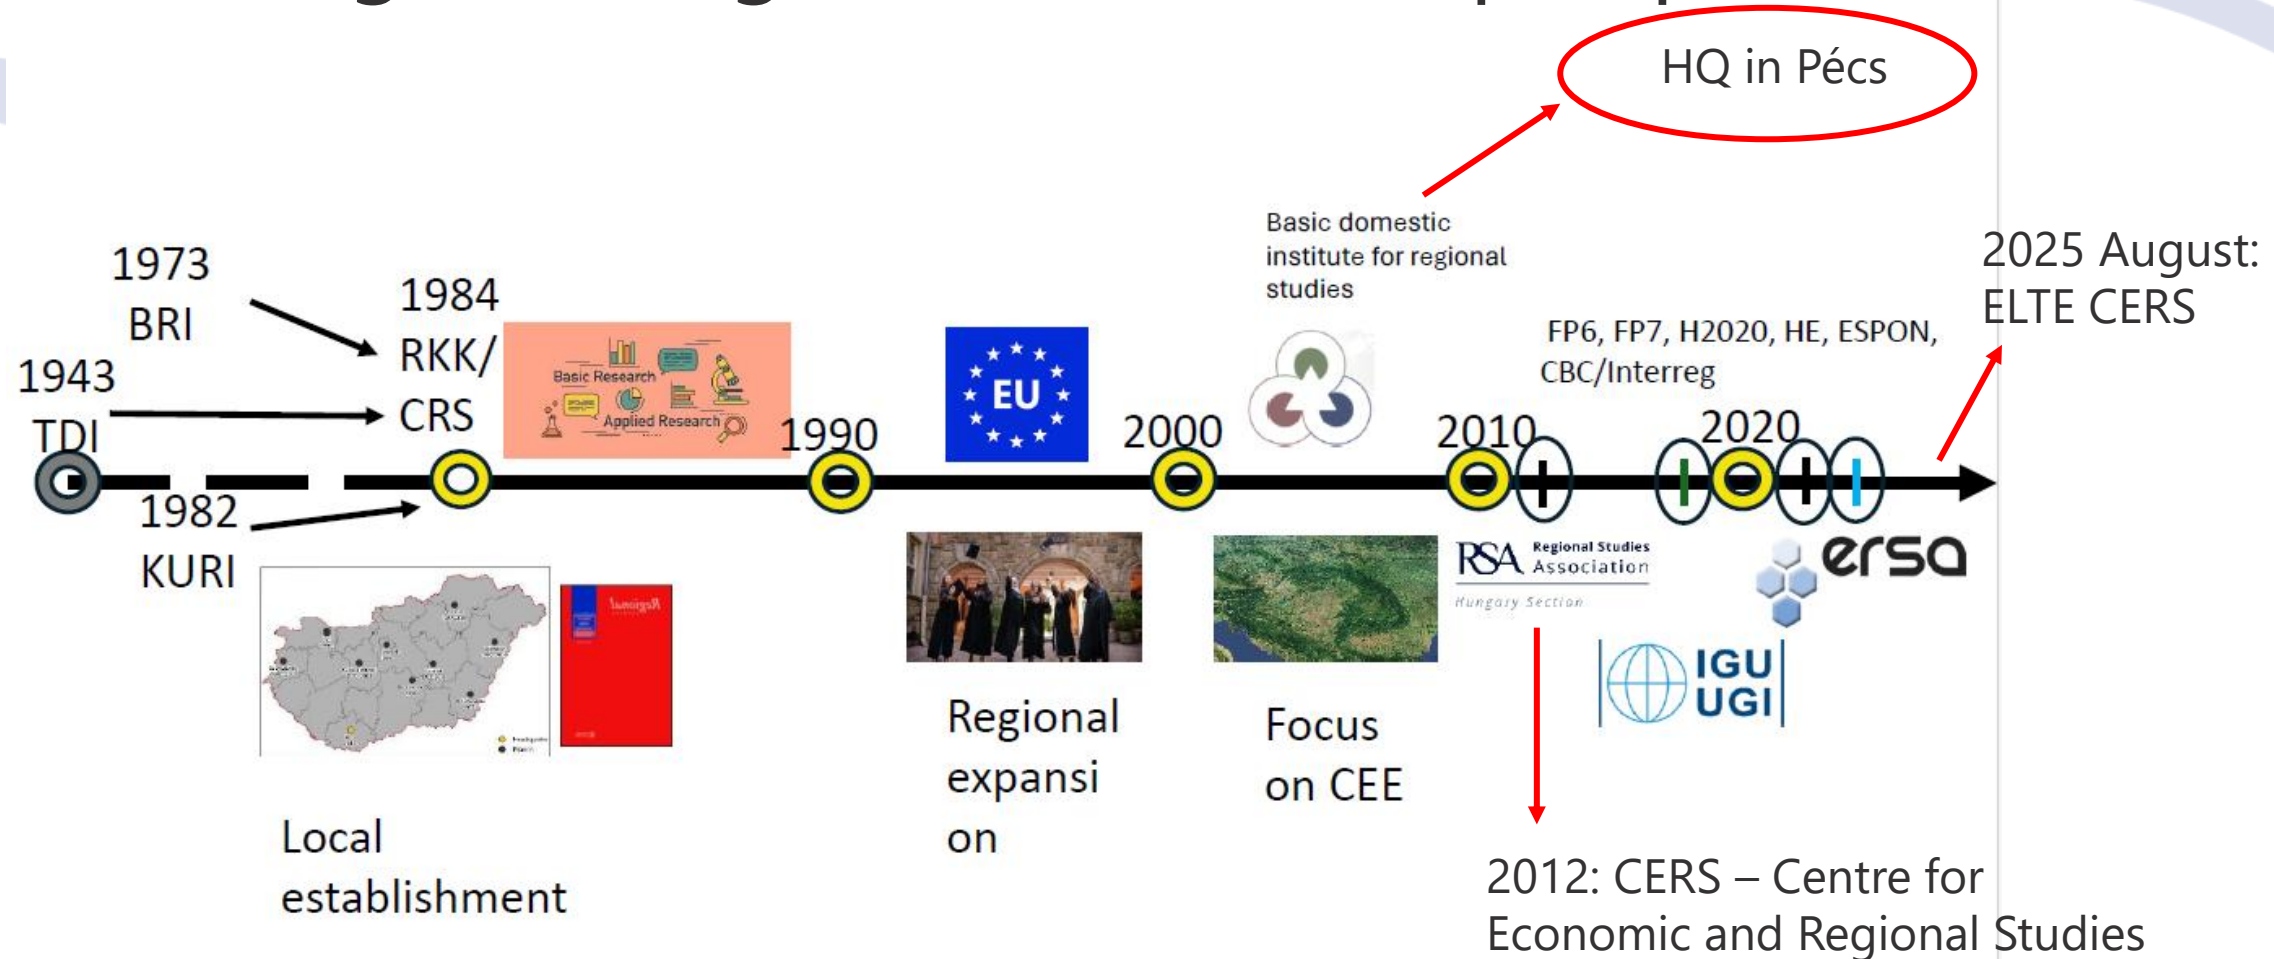 HQ in Pécs
Basic domestic
institute for regional
studies
2025 August:
ELTE CERS
1973
BRI
1984
RKK/
CRS
1943
TDI
Basic Research
Applied Research
EU
FP6, FP7, H2020, HE, ESPON,
CBC/Interreg
1990
2000
2010
2020
1982
KURI
RSA Regional Studies
Association
Hungary Section
ersa
IGU
UGI
Local
establishment
Regional
expansi
on
Focus
on CEE
2012: CERS – Centre for
Economic and Regional Studies